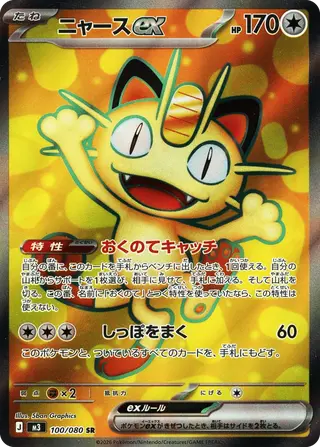 たね ニャースex HP170
特性 おくのてキャッチ
自分の番に、このカードを手札からベンチに出したとき、1回使える。自分の
山札からサポートを1枚選び、相手に見せて、手札に加える。そして山札を
切る。この番、名前に「おくのて」とつく特性を使っていたなら、この特性は
使えない。
しっぽをまく 60
このポケモンと、ついているすべてのカードを、手札にもどす。
弱点 ×2 抵抗力 にげる
exルール
ポケモンexがきぜつしたとき、相手はサイドを2枚とる。
Illus. 5ban Graphics
J m3 100/080 SR
©2026 Pokémon/Nintendo/Creatures/GAME FREAK